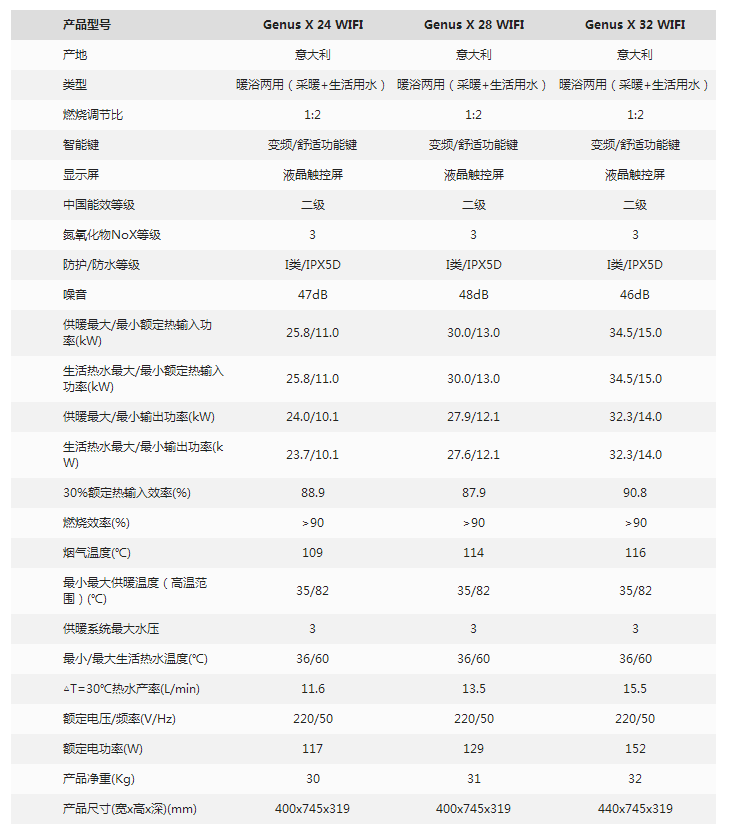 产品型号 Genus X 24 WIFI Genus X 28 WIFI Genus X 32 WIFI
产地 意大利 意大利 意大利
类型 暖浴两用（采暖+生活用水） 暖浴两用（采暖+生活用水） 暖浴两用（采暖+生活用水）
燃烧调节比 1:2 1:2 1:2
智能键 变频/舒适功能键 变频/舒适功能键 变频/舒适功能键
显示屏 液晶触控屏 液晶触控屏 液晶触控屏
中国能效等级 二级 二级 二级
氮氧化物NoX等级 3 3 3
防护/防水等级 I类/IPX5D I类/IPX5D I类/IPX5D
噪音 47dB 48dB 46dB
供暖最大/最小额定热输入功
率(kW) 25.8/11.0 30.0/13.0 34.5/15.0
生活热水最大/最小额定热输入
功率(kW) 25.8/11.0 30.0/13.0 34.5/15.0
供暖最大/最小输出功率(kW) 24.0/10.1 27.9/12.1 32.3/14.0
生活热水最大/最小输出功率(k
W) 23.7/10.1 27.6/12.1 32.3/14.0
30%额定热输入效率(%) 88.9 87.9 90.8
燃烧效率(%) >90 >90 >90
烟气温度(℃) 109 114 116
最小最大供暖温度（高温范
围）(℃) 35/82 35/82 35/82
供暖系统最大水压 3 3 3
最小/最大生活热水温度(℃) 36/60 36/60 36/60
△T=30℃热水产率(L/min) 11.6 13.5 15.5
额定电压/频率(V/Hz) 220/50 220/50 220/50
额定电功率(W) 117 129 152
产品净重(Kg) 30 31 32
产品尺寸(宽x高x深)(mm) 400x745x319 400x745x319 440x745x319